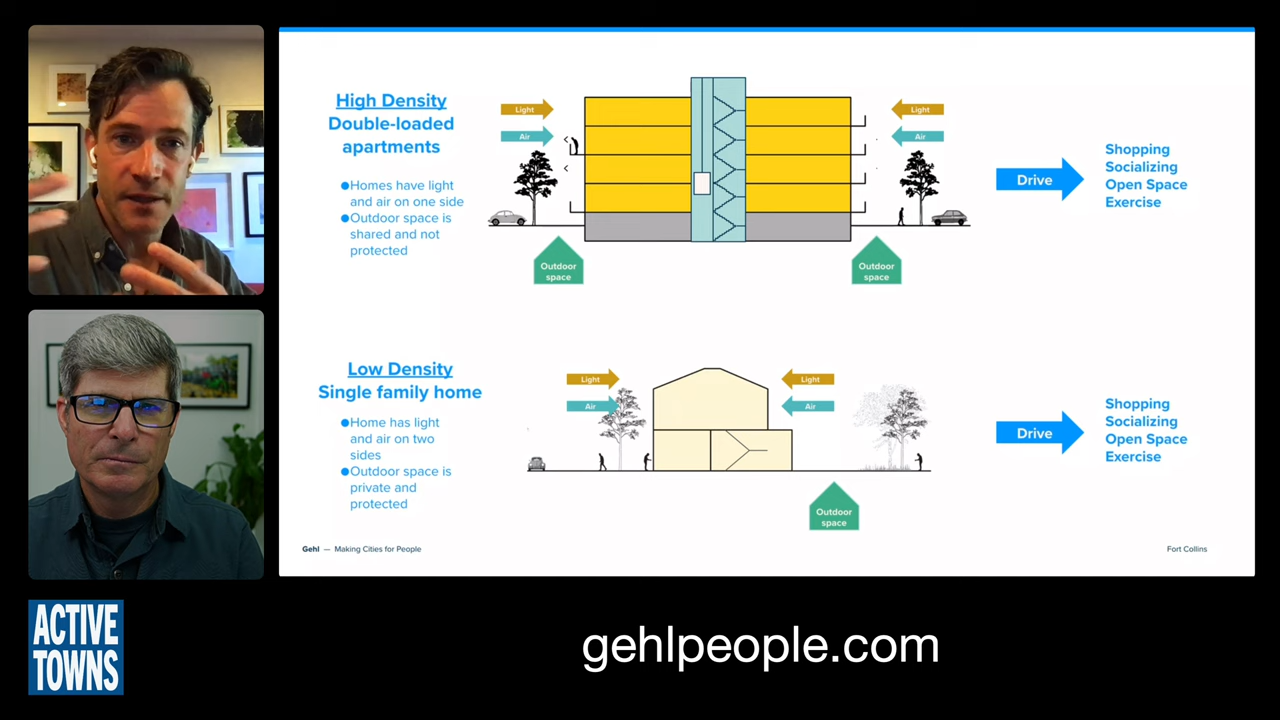 High Density
Double-loaded
apartments
●Homes have light
and air on one side
●Outdoor space is
shared and not
protected
Light
Air
Light
Air
Outdoor
space
Outdoor
space
Drive
Shopping
Socializing
Open Space
Exercise
Low Density
Single family home
●Home has light
and air on two
sides
●Outdoor space is
private and
protected
Light
Air
Light
Air
Outdoor
space
Drive
Shopping
Socializing
Open Space
Exercise
Gehl — Making Cities for People
Fort Collins
ACTIVE
TOWNS
gehlpeople.com